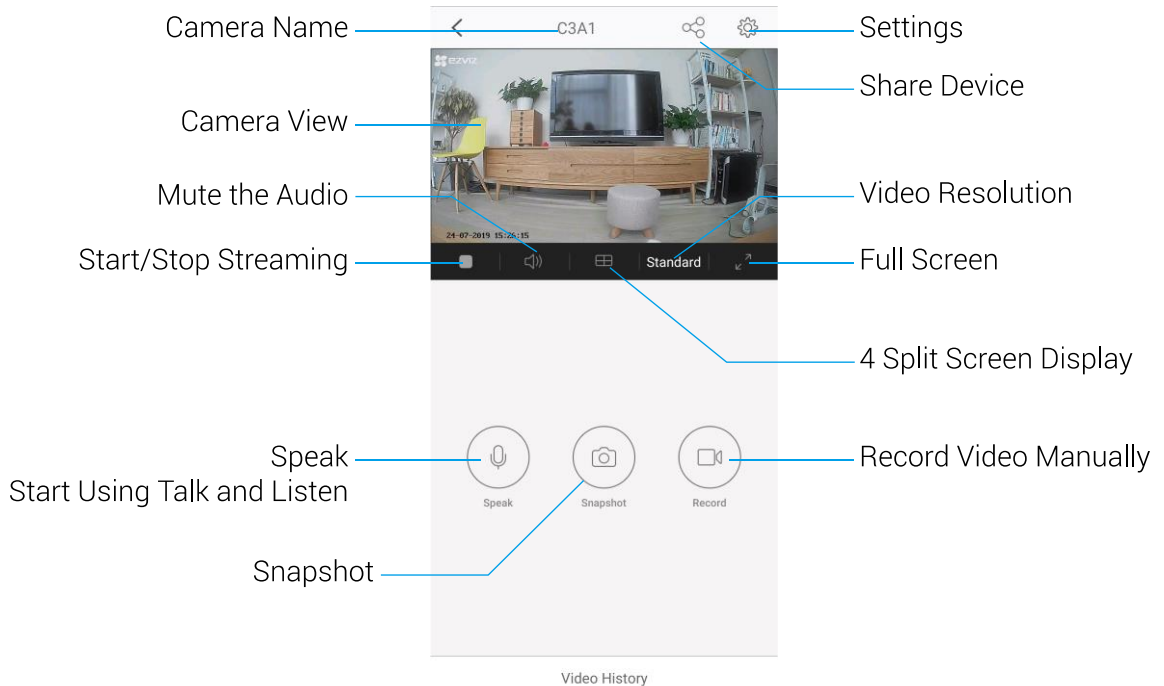 Camera Name
C3A1
Settings
Share Device
ezviz
Camera View
Mute the Audio
Video Resolution
24-07-2019 15:26:15
Start/Stop Streaming
Standard
Full Screen
4 Split Screen Display
Speak
Start Using Talk and Listen
Record Video Manually
Speak
Snapshot
Record
Snapshot
Video History